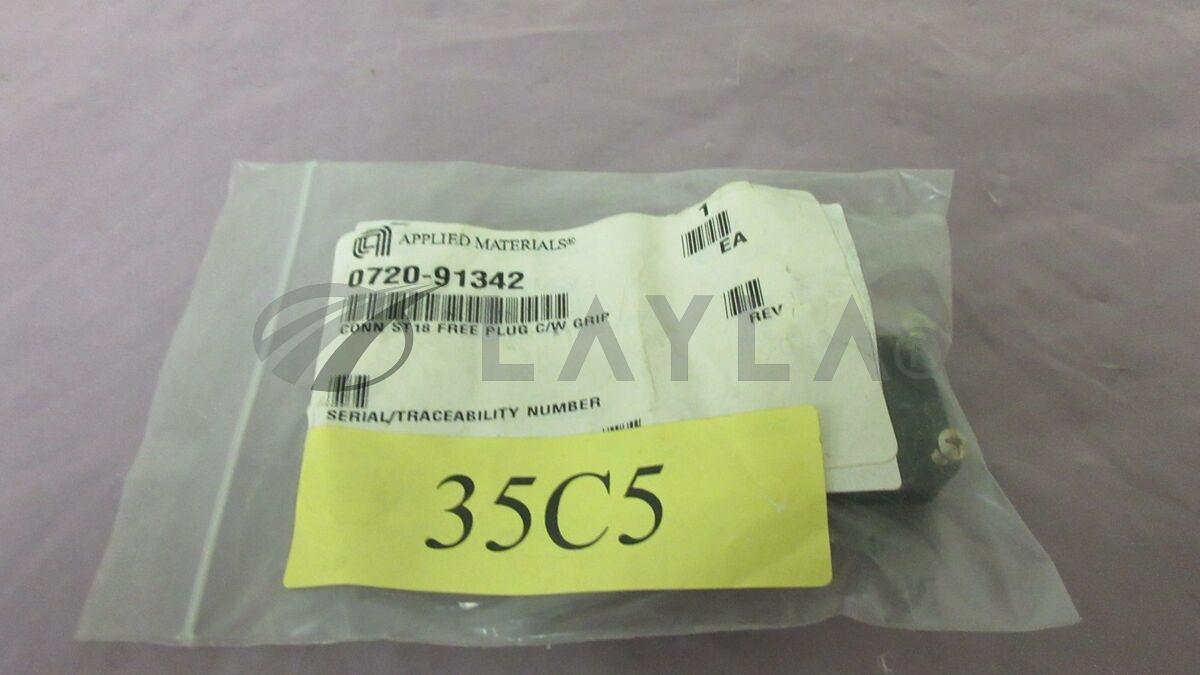 APPLIED MATERIALS®
1
EA
0720-91342
REV
CONN ST18 FREE PLUG C/W GRIP
LAYLA®
SERIAL/TRACEABILITY NUMBER
35C5